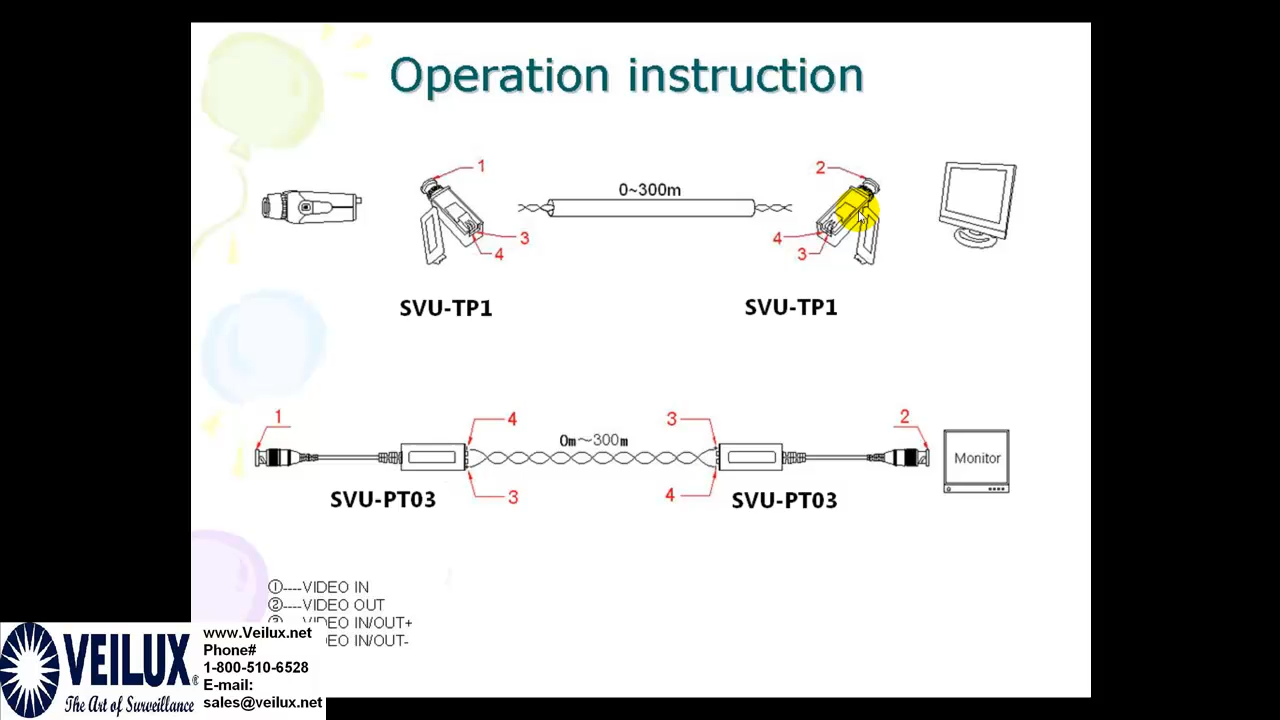 Operation instruction
1
2
0~300m
3
4
4
3
SVU-TP1
SVU-TP1
1
4
3
2
0m~300m
Monitor
SVU-PT03
SVU-PT03
3
4
①----VIDEO IN
②----VIDEO OUT
VIDEO IN/OUT+
EO IN/OUT-
VEILUX®
The Art of Surveillance
www.Veilux.net
Phone#
1-800-510-6528
E-mail:
sales@veilux.net